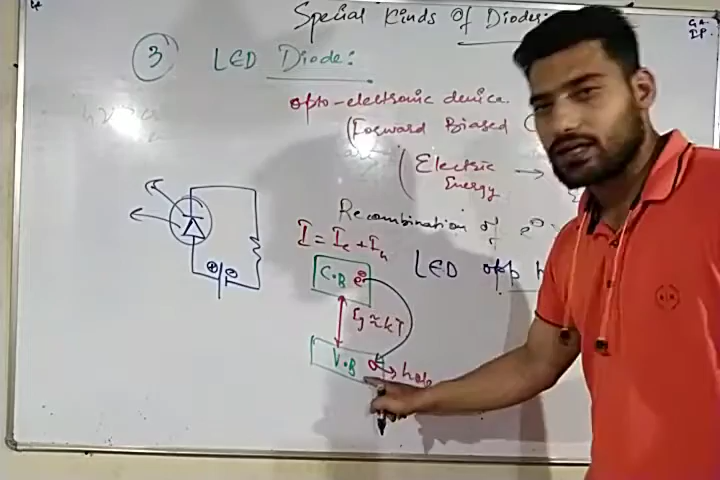 Special Kinds Of Diodes:
3 LED Diode:
opto-electronic device.
(Forward Biased
Electric →
Energy
Recombination of e⊖
I = Ie + Ih
LED opp
C.B e⊖
Eg ≈ kT
V.B → hole
⊕ ⊖